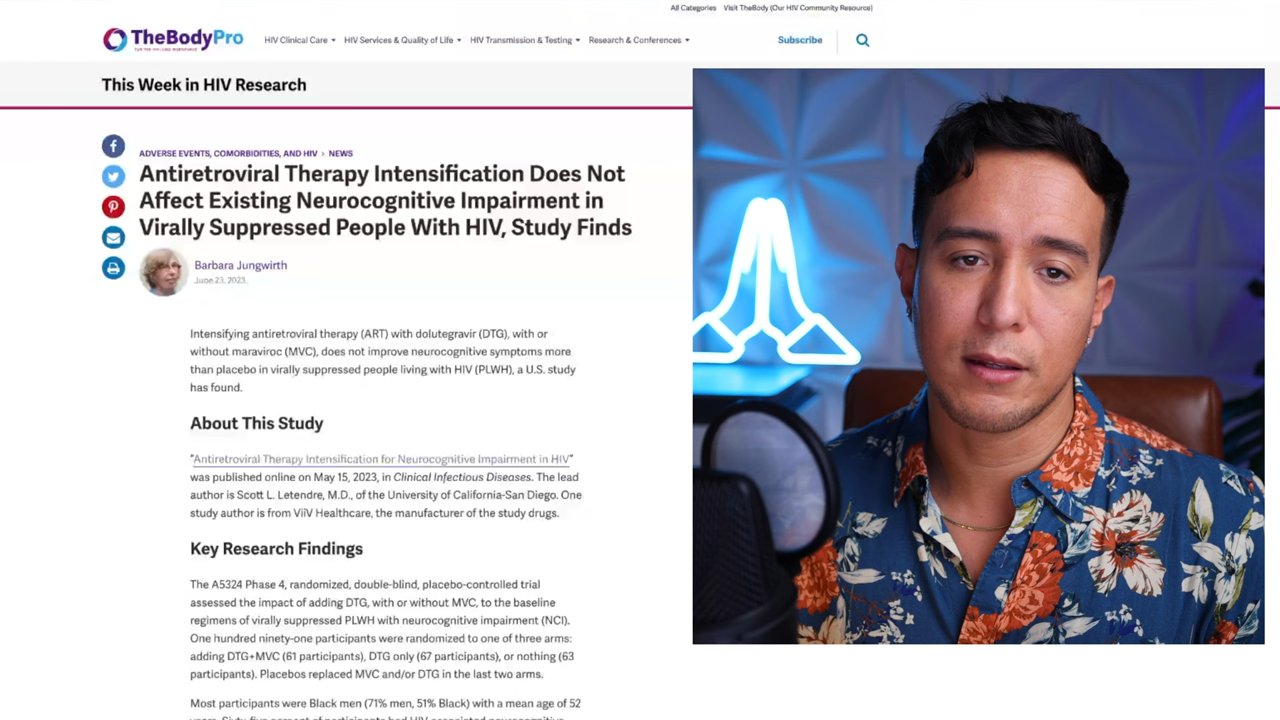 All Categories Visit TheBody (Our HIV Community Resource)
TheBodyPro
HIV Clinical Care HIV Services & Quality of Life HIV Transmission & Testing Research & Conferences
Subscribe
This Week in HIV Research
ADVERSE EVENTS, COMORBIDITIES, AND HIV › NEWS
Antiretroviral Therapy Intensification Does Not
Affect Existing Neurocognitive Impairment in
Virally Suppressed People With HIV, Study Finds
Barbara Jungwirth
June 23, 2023,
Intensifying antiretroviral therapy (ART) with dolutegravir (DTG), with or
without maraviroc (MVC), does not improve neurocognitive symptoms more
than placebo in virally suppressed people living with HIV (PLWH), a U.S. study
has found.
About This Study
"Antiretroviral Therapy Intensification for Neurocognitive Impairment in HIV"
was published online on May 15, 2023, in Clinical Infectious Diseases. The lead
author is Scott L. Letendre, M.D., of the University of California-San Diego. One
study author is from ViiV Healthcare, the manufacturer of the study drugs.
Key Research Findings
The A5324 Phase 4, randomized, double-blind, placebo-controlled trial
assessed the impact of adding DTG, with or without MVC, to the baseline
regimens of virally suppressed PLWH with neurocognitive impairment (NCI).
One hundred ninety-one participants were randomized to one of three arms:
adding DTG+MVC (61 participants), DTG only (67 participants), or nothing (63
participants). Placebos replaced MVC and/or DTG in the last two arms.
Most participants were Black men (71% men, 51% Black) with a mean age of 52